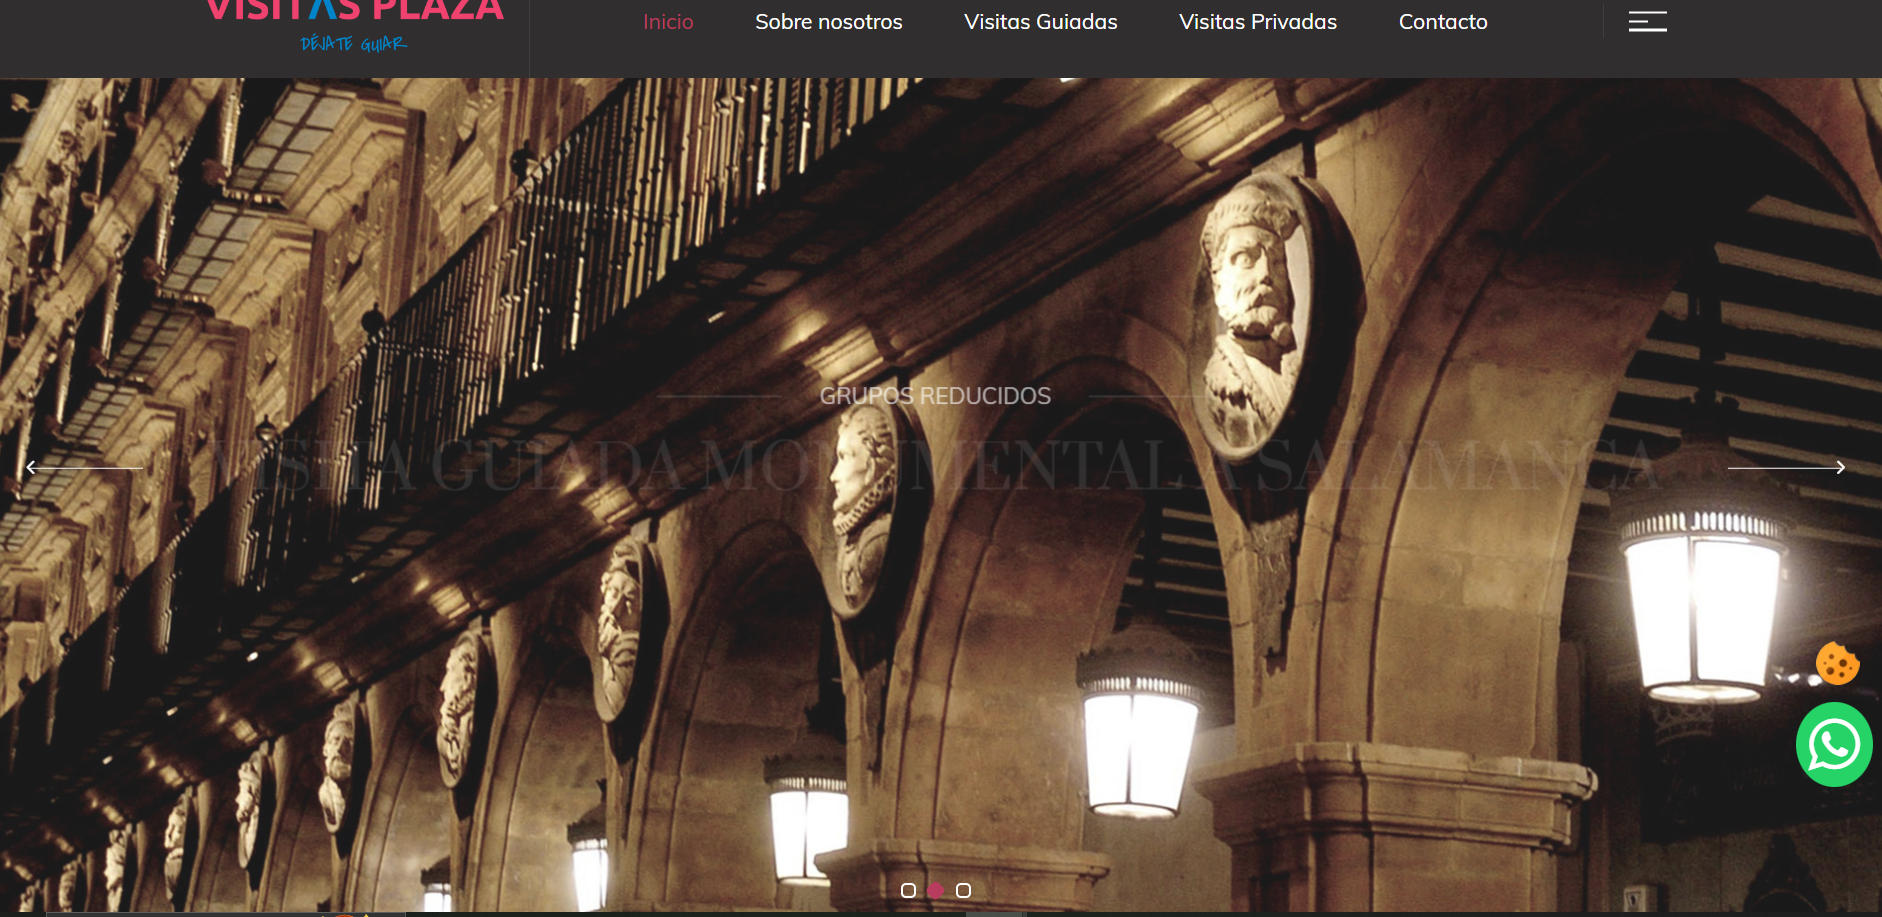 VISITAS PLAZA
DÉJATE GUIAR
Inicio
Sobre nosotros
Visitas Guiadas
Visitas Privadas
Contacto
GRUPOS REDUCIDOS
VISITA GUIADA MONUMENTAL A SALAMANCA